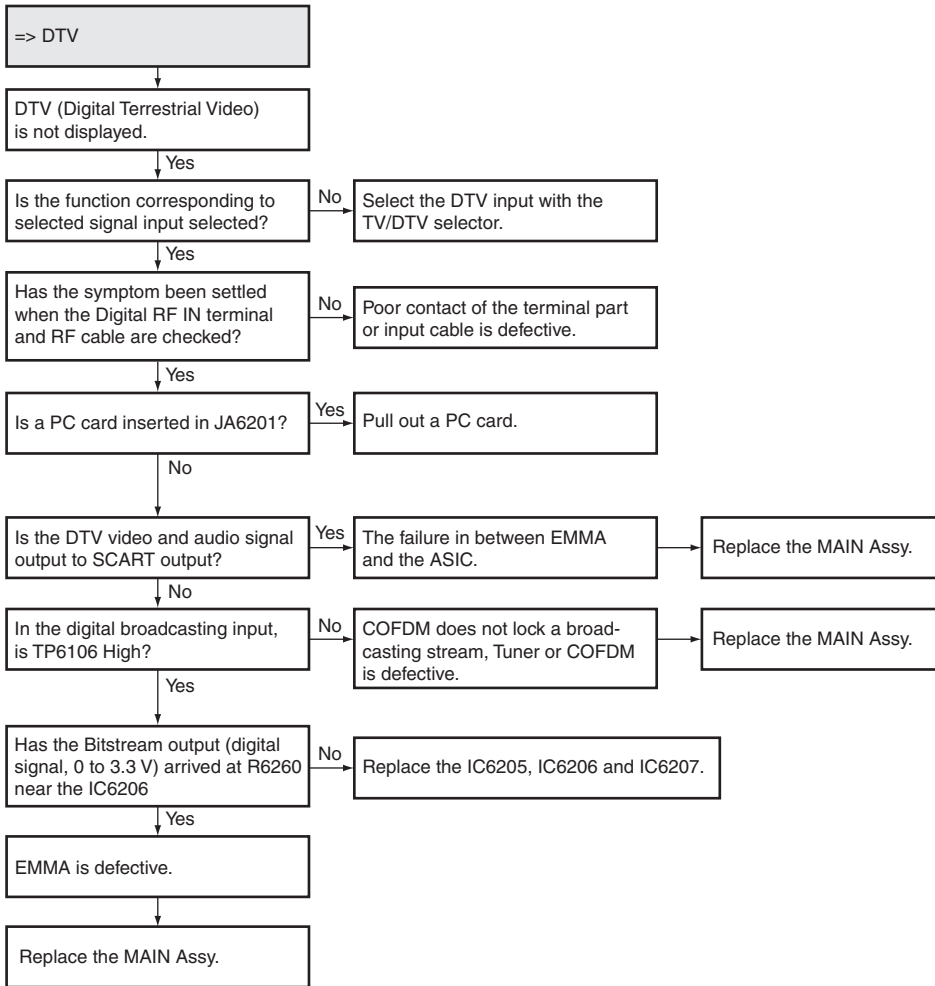 => DTV
DTV (Digital Terrestrial Video)
is not displayed.
Yes
Is the function corresponding to
selected signal input selected?
No
Select the DTV input with the
TV/DTV selector.
Yes
Has the symptom been settled
when the Digital RF IN terminal
and RF cable are checked?
No
Poor contact of the terminal part
or input cable is defective.
Yes
Is a PC card inserted in JA6201?
Yes
Pull out a PC card.
No
Is the DTV video and audio signal
output to SCART output?
Yes
The failure in between EMMA
and the ASIC.
Replace the MAIN Assy.
No
In the digital broadcasting input,
is TP6106 High?
No
COFDM does not lock a broad-
casting stream, Tuner or COFDM
is defective.
Replace the MAIN Assy.
Yes
Has the Bitstream output (digital
signal, 0 to 3.3 V) arrived at R6260
near the IC6206
No
Replace the IC6205, IC6206 and IC6207.
Yes
EMMA is defective.
Replace the MAIN Assy.